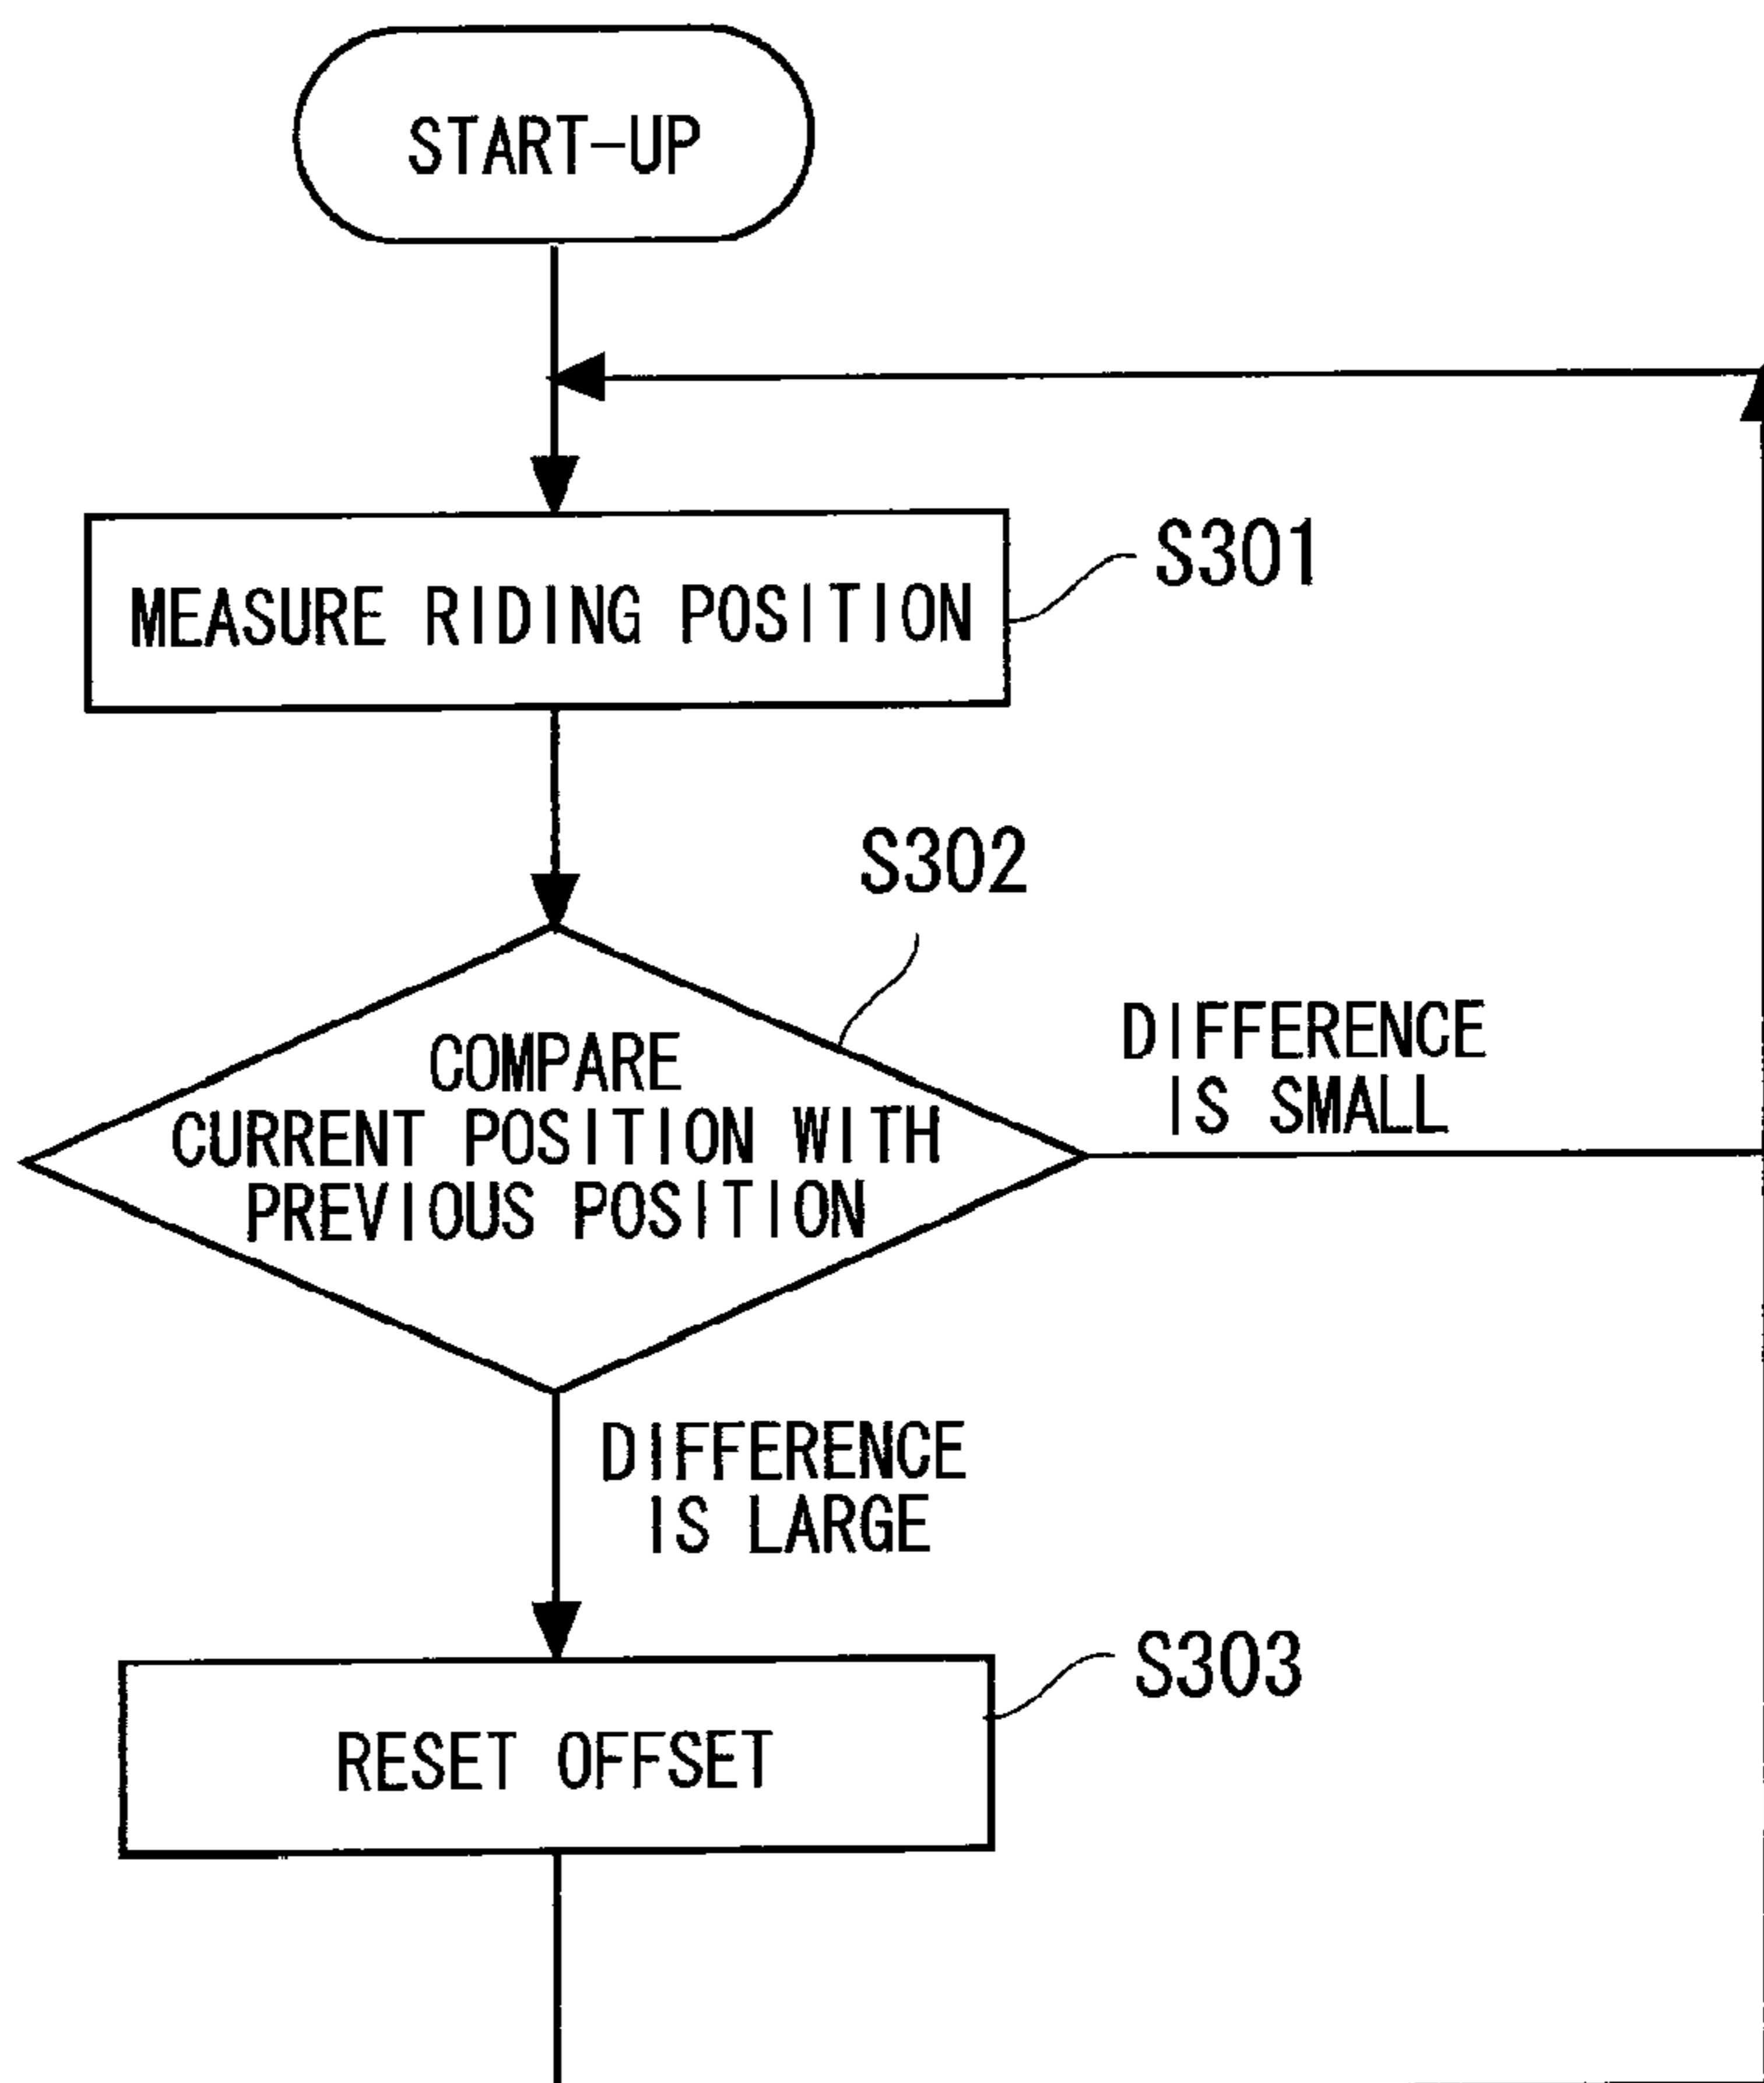 START-UP
MEASURE RIDING POSITION
S301
S302
COMPARE
CURRENT POSITION WITH
PREVIOUS POSITION
DIFFERENCE
IS SMALL
DIFFERENCE
IS LARGE
S303
RESET OFFSET